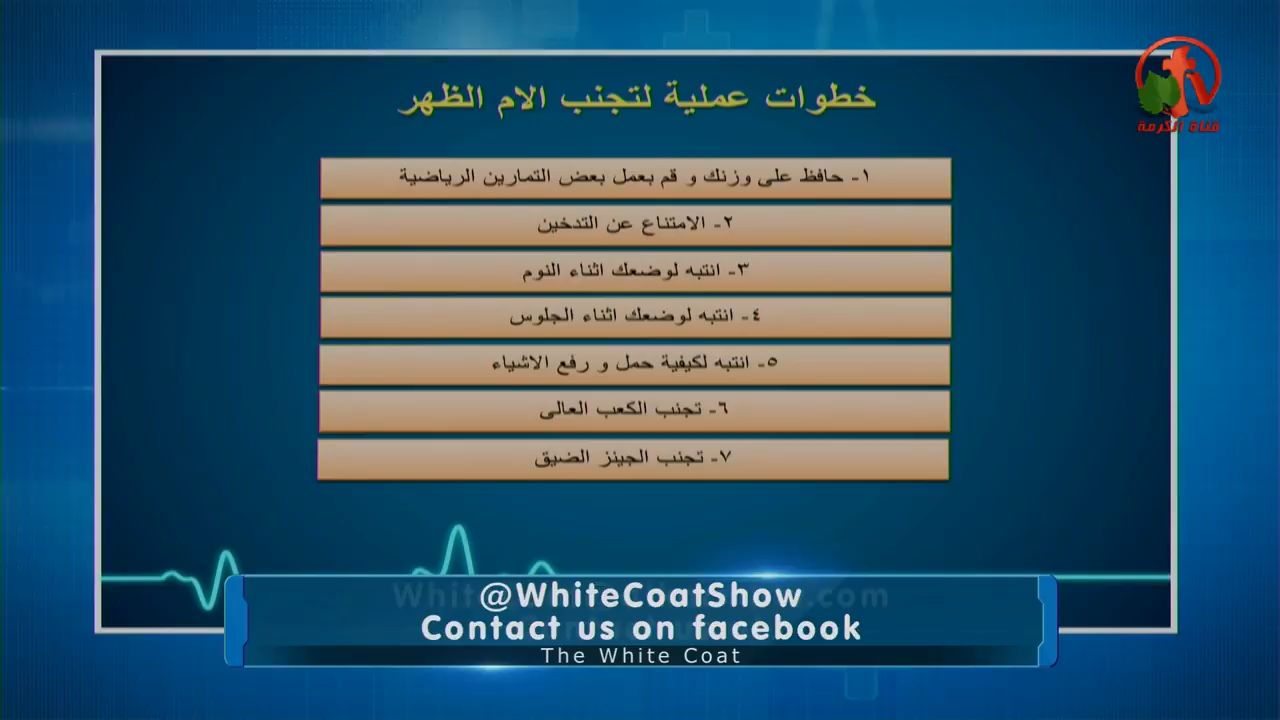 خطوات عملية لتجنب الام الظهر
قناة الكرمة
١- حافظ على وزنك و قم بعمل بعض التمارين الرياضية
٢- الامتناع عن التدخين
٣- انتبه لوضعك اثناء النوم
٤- انتبه لوضعك اثناء الجلوس
٥- انتبه لكيفية حمل و رفع الاشياء
٦- تجنب الكعب العالى
٧- تجنب الجينز الضيق
@WhiteCoatShow
Contact us on facebook
The White Coat